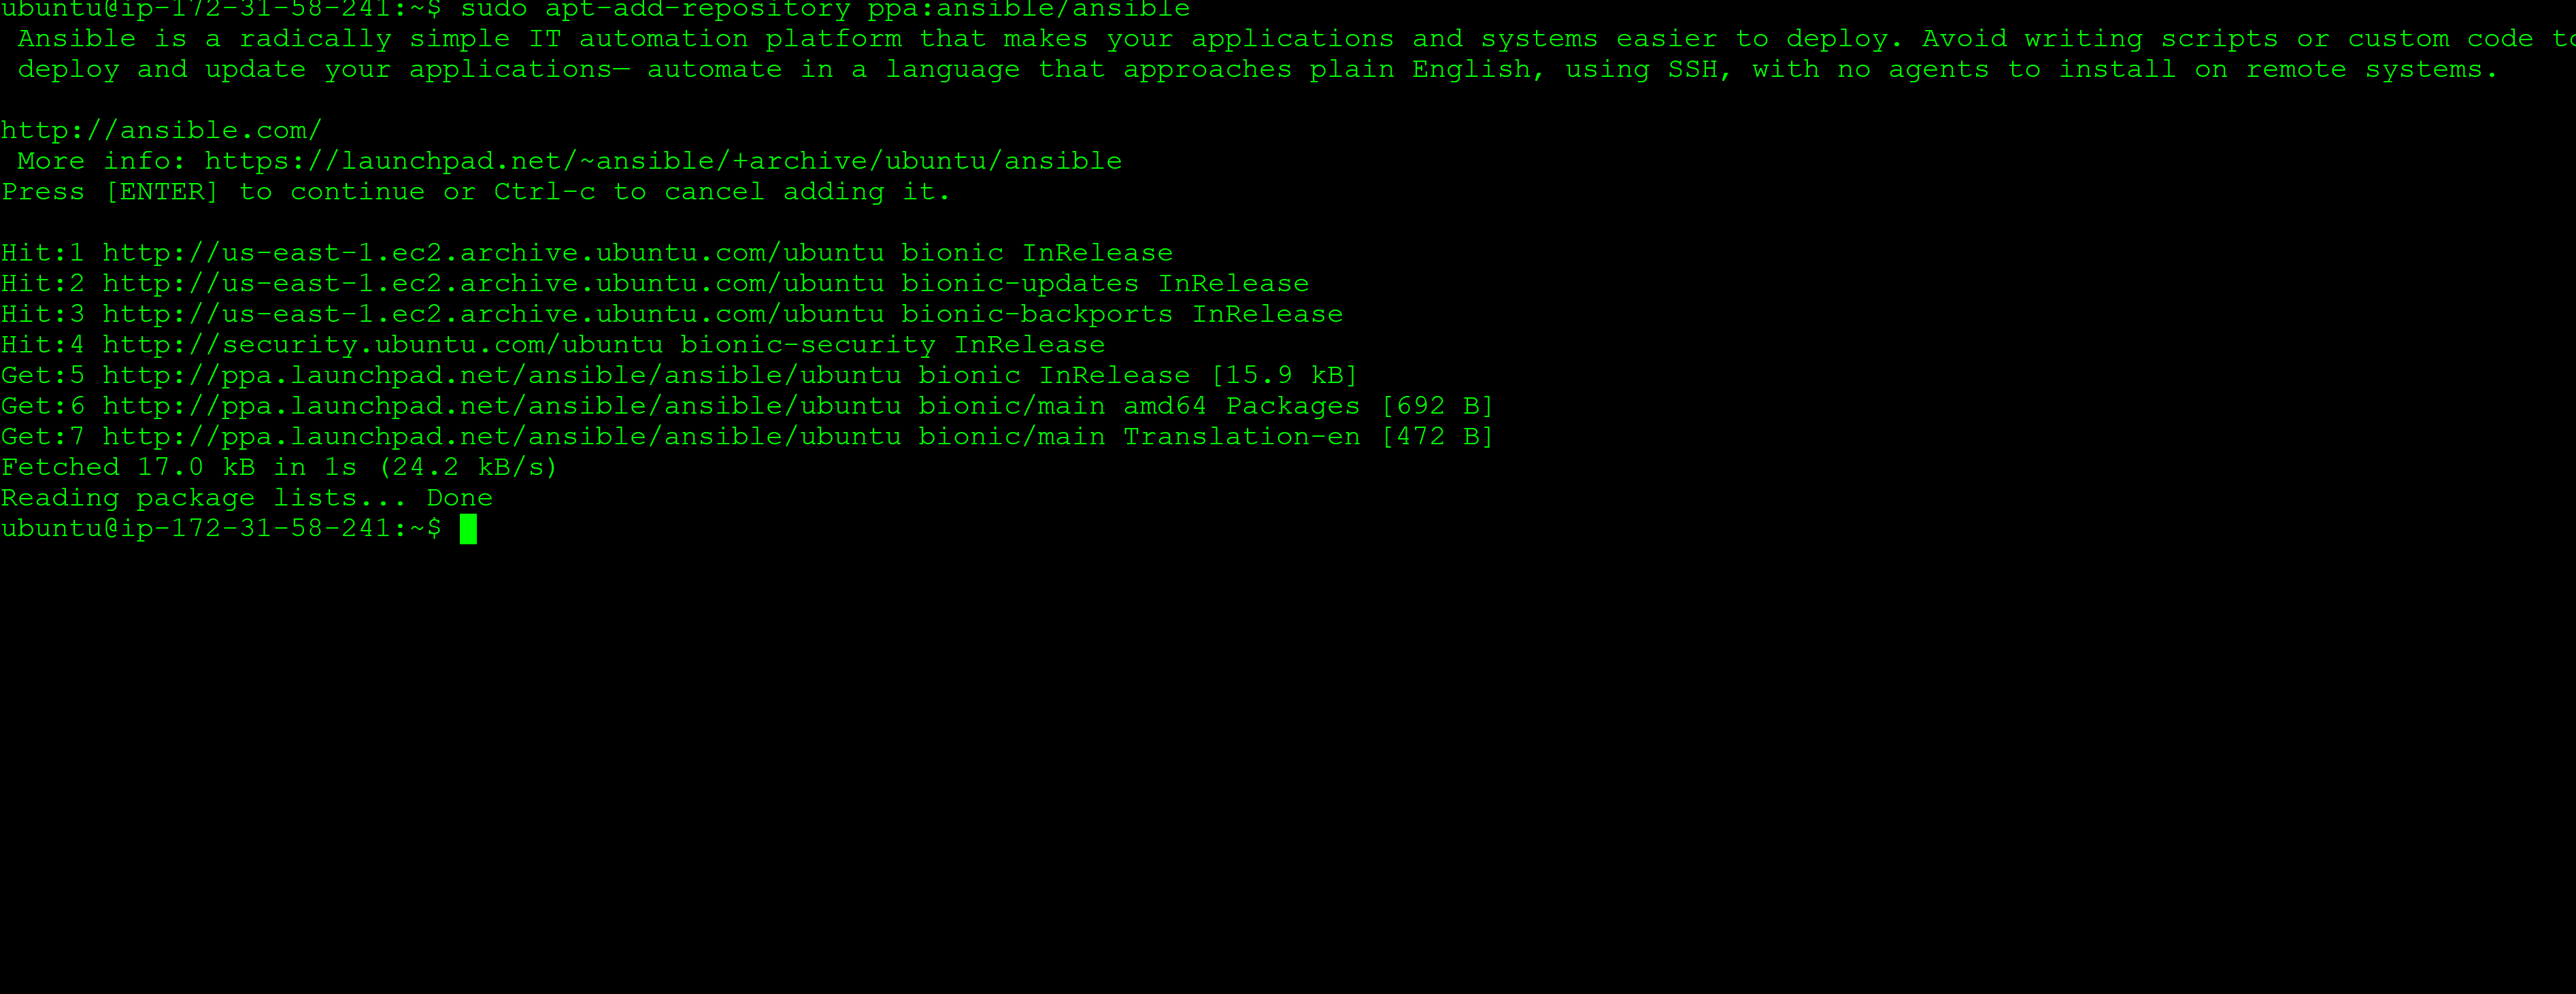 ubuntu@ip-172-31-58-241:~$ sudo apt-add-repository ppa:ansible/ansible
Ansible is a radically simple IT automation platform that makes your applications and systems easier to deploy. Avoid writing scripts or custom code to
deploy and update your applications— automate in a language that approaches plain English, using SSH, with no agents to install on remote systems.
http://ansible.com/
More info: https://launchpad.net/~ansible/+archive/ubuntu/ansible
Press [ENTER] to continue or Ctrl-c to cancel adding it.
Hit:1 http://us-east-1.ec2.archive.ubuntu.com/ubuntu bionic InRelease
Hit:2 http://us-east-1.ec2.archive.ubuntu.com/ubuntu bionic-updates InRelease
Hit:3 http://us-east-1.ec2.archive.ubuntu.com/ubuntu bionic-backports InRelease
Hit:4 http://security.ubuntu.com/ubuntu bionic-security InRelease
Get:5 http://ppa.launchpad.net/ansible/ansible/ubuntu bionic InRelease [15.9 kB]
Get:6 http://ppa.launchpad.net/ansible/ansible/ubuntu bionic/main amd64 Packages [692 B]
Get:7 http://ppa.launchpad.net/ansible/ansible/ubuntu bionic/main Translation-en [472 B]
Fetched 17.0 kB in 1s (24.2 kB/s)
Reading package lists... Done
ubuntu@ip-172-31-58-241:~$